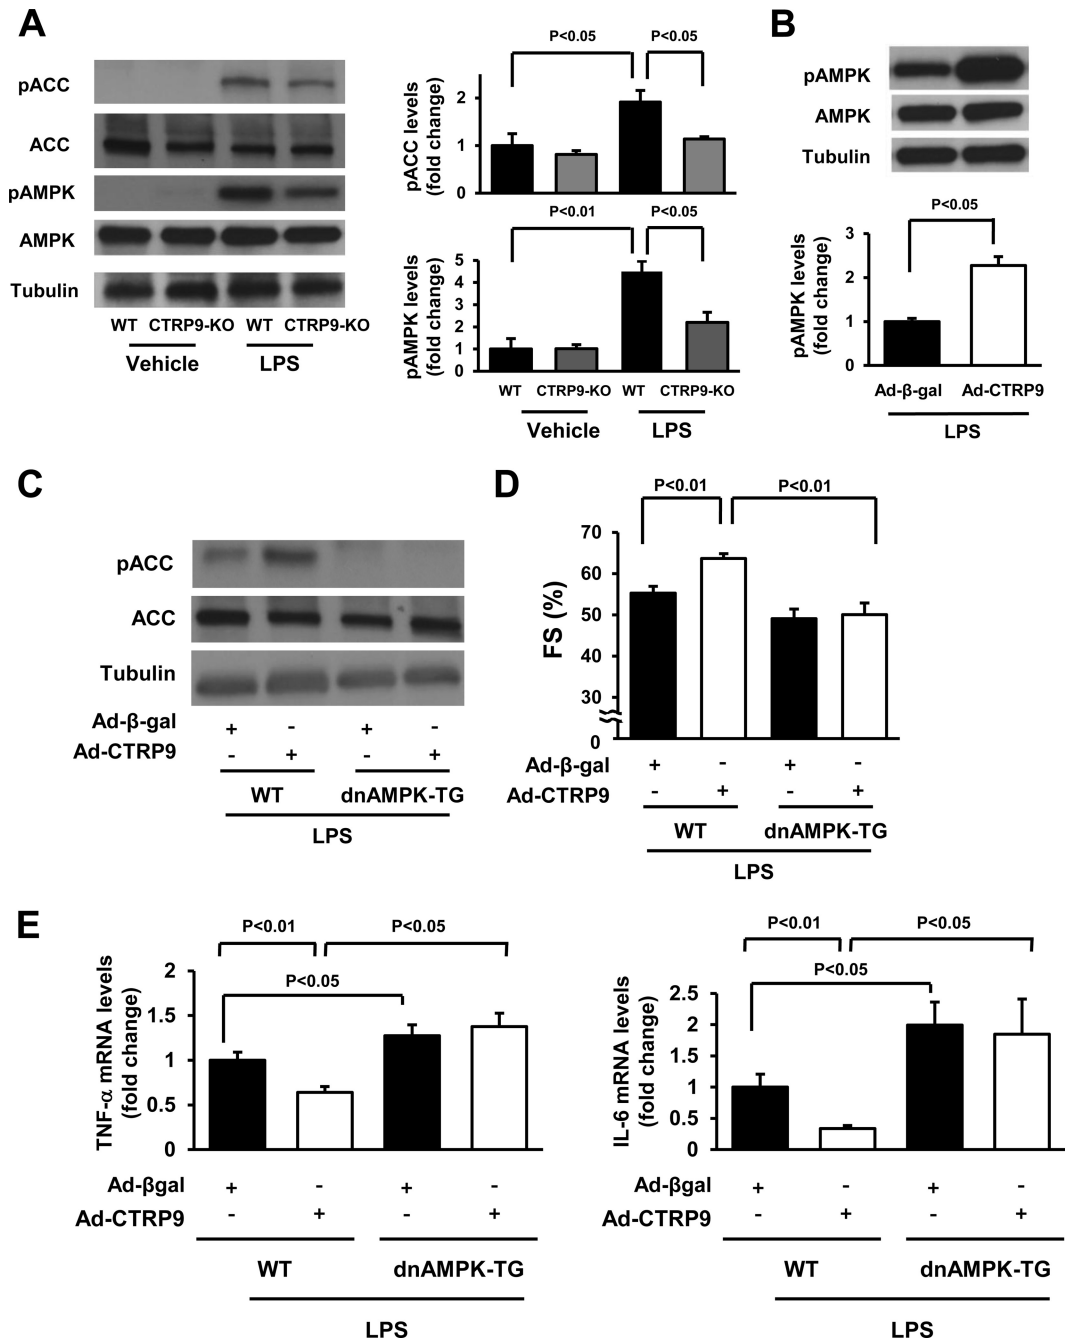 A
pACC
ACC
pAMPK
AMPK
Tubulin
WT CTRP9-KO WT CTRP9-KO
Vehicle LPS
P<0.05 P<0.05
pACC levels
(fold change)
2
1
0
P<0.01 P<0.05
pAMPK levels
(fold change)
5
4
3
2
1
0
WT CTRP9-KO WT CTRP9-KO
Vehicle LPS
B
pAMPK
AMPK
Tubulin
P<0.05
pAMPK levels
(fold change)
3
2
1
0
Ad-β-gal Ad-CTRP9
LPS
C
pACC
ACC
Tubulin
Ad-β-gal + - + -
Ad-CTRP9 - + - +
WT dnAMPK-TG
LPS
D
P<0.01 P<0.01
FS (%)
70
60
50
40
30
0
Ad-β-gal + - + -
Ad-CTRP9 - + - +
WT dnAMPK-TG
LPS
E
P<0.01 P<0.05
P<0.05
TNF-α mRNA levels
(fold change)
2
1.5
1
0.5
0
Ad-βgal + - + -
Ad-CTRP9 - + - +
WT dnAMPK-TG
LPS
P<0.01 P<0.05
P<0.05
IL-6 mRNA levels
(fold change)
2.5
2
1.5
1
0.5
0
Ad-βgal + - + -
Ad-CTRP9 - + - +
WT dnAMPK-TG
LPS